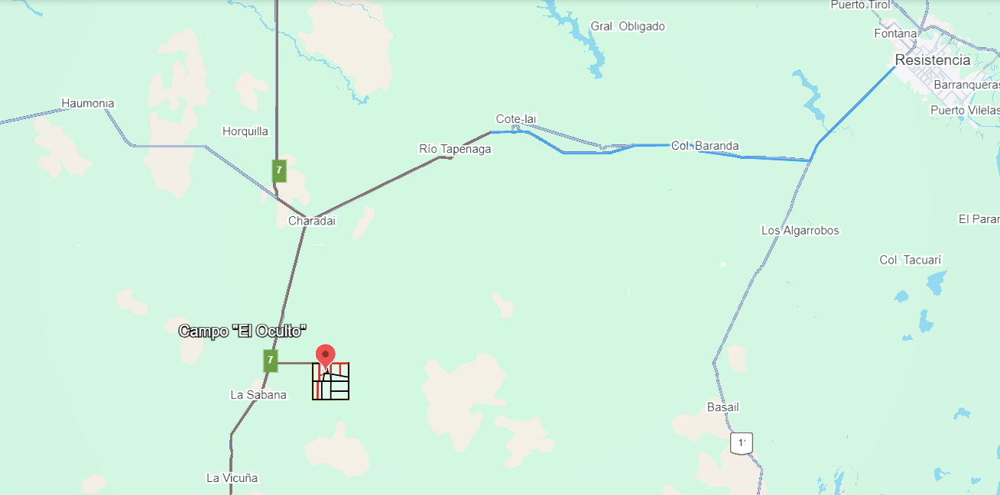 Puerto Tirol
Gral. Obligado
Fontana
Resistencia
Barranqueras
Haumonia
Puerto Vilelas
Cote-lai
Horquilla
Río Tapenaga
Col. Baranda
7
Charadai
El Paran
Los Algarrobos
Col. Tacuarí
Campo "El Oculto"
7
La Sabana
Basail
11
La Vicuña